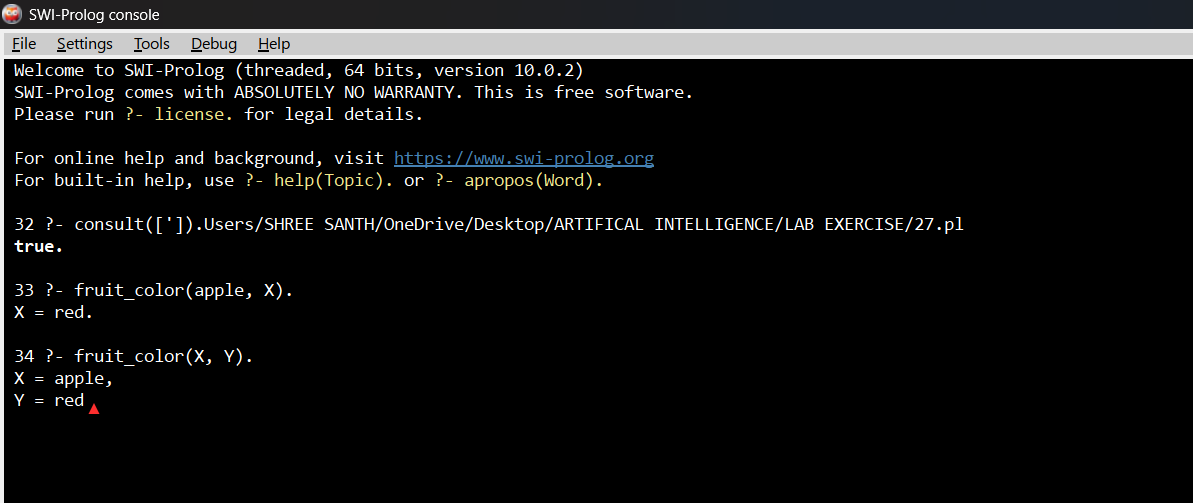 SWI-Prolog console
File Settings Tools Debug Help
Welcome to SWI-Prolog (threaded, 64 bits, version 10.0.2)
SWI-Prolog comes with ABSOLUTELY NO WARRANTY. This is free software.
Please run ?- license. for legal details.
For online help and background, visit https://www.swi-prolog.org
For built-in help, use ?- help(Topic). or ?- apropos(Word).
32 ?- consult([']).Users/SHREE SANTH/OneDrive/Desktop/ARTIFICAL INTELLIGENCE/LAB EXERCISE/27.pl
true.
33 ?- fruit_color(apple, X).
X = red.
34 ?- fruit_color(X, Y).
X = apple,
Y = red